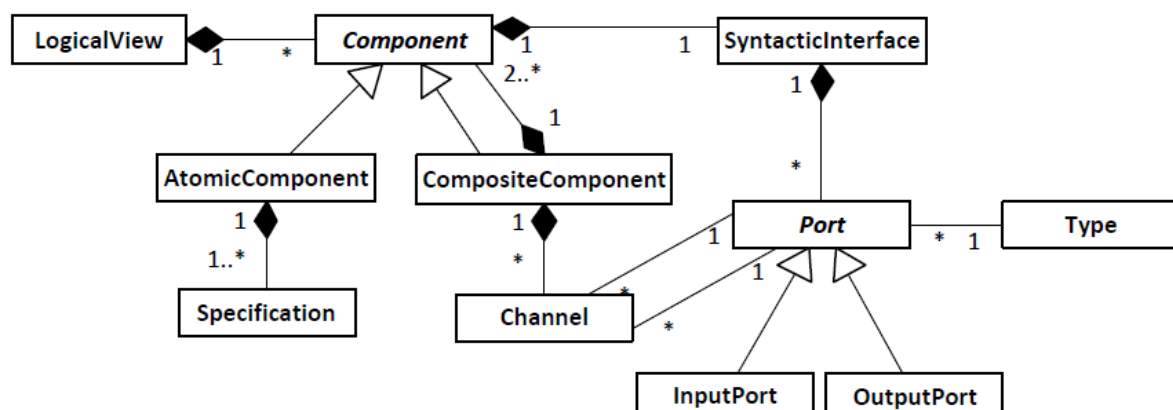 LogicalView
1
*
Component
1
1
SyntacticInterface
2..*
1
1
*
AtomicComponent
CompositeComponent
1
1..*
1
*
Port
*
1
Type
1
*
1
*
Specification
Channel
InputPort
OutputPort